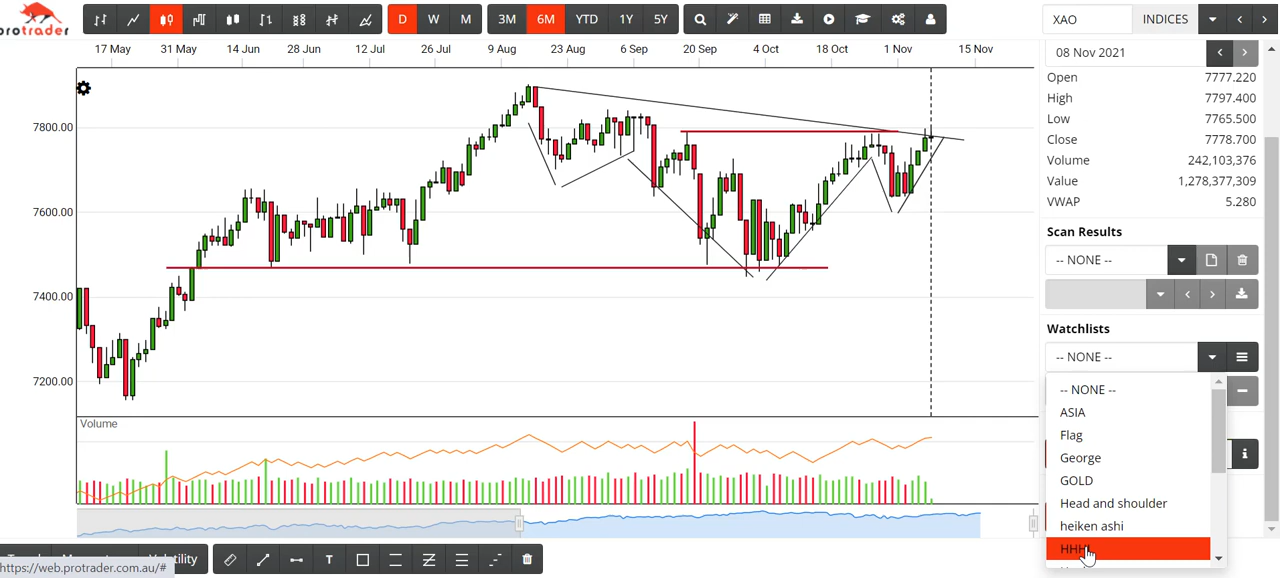 protrader
D W M
3M 6M YTD 1Y 5Y
XAO INDICES
17 May 31 May 14 Jun 28 Jun 12 Jul 26 Jul 9 Aug 23 Aug 6 Sep 20 Sep 4 Oct 18 Oct 1 Nov 15 Nov
7800.00
7600.00
7400.00
7200.00
Volume
https://web.protrader.com.au/#
T
08 Nov 2021
Open 7777.220
High 7797.400
Low 7765.500
Close 7778.700
Volume 242,103,376
Value 1,278,377,309
VWAP 5.280
Scan Results
-- NONE --
Watchlists
-- NONE --
-- NONE --
ASIA
Flag
George
GOLD
Head and shoulder
heiken ashi